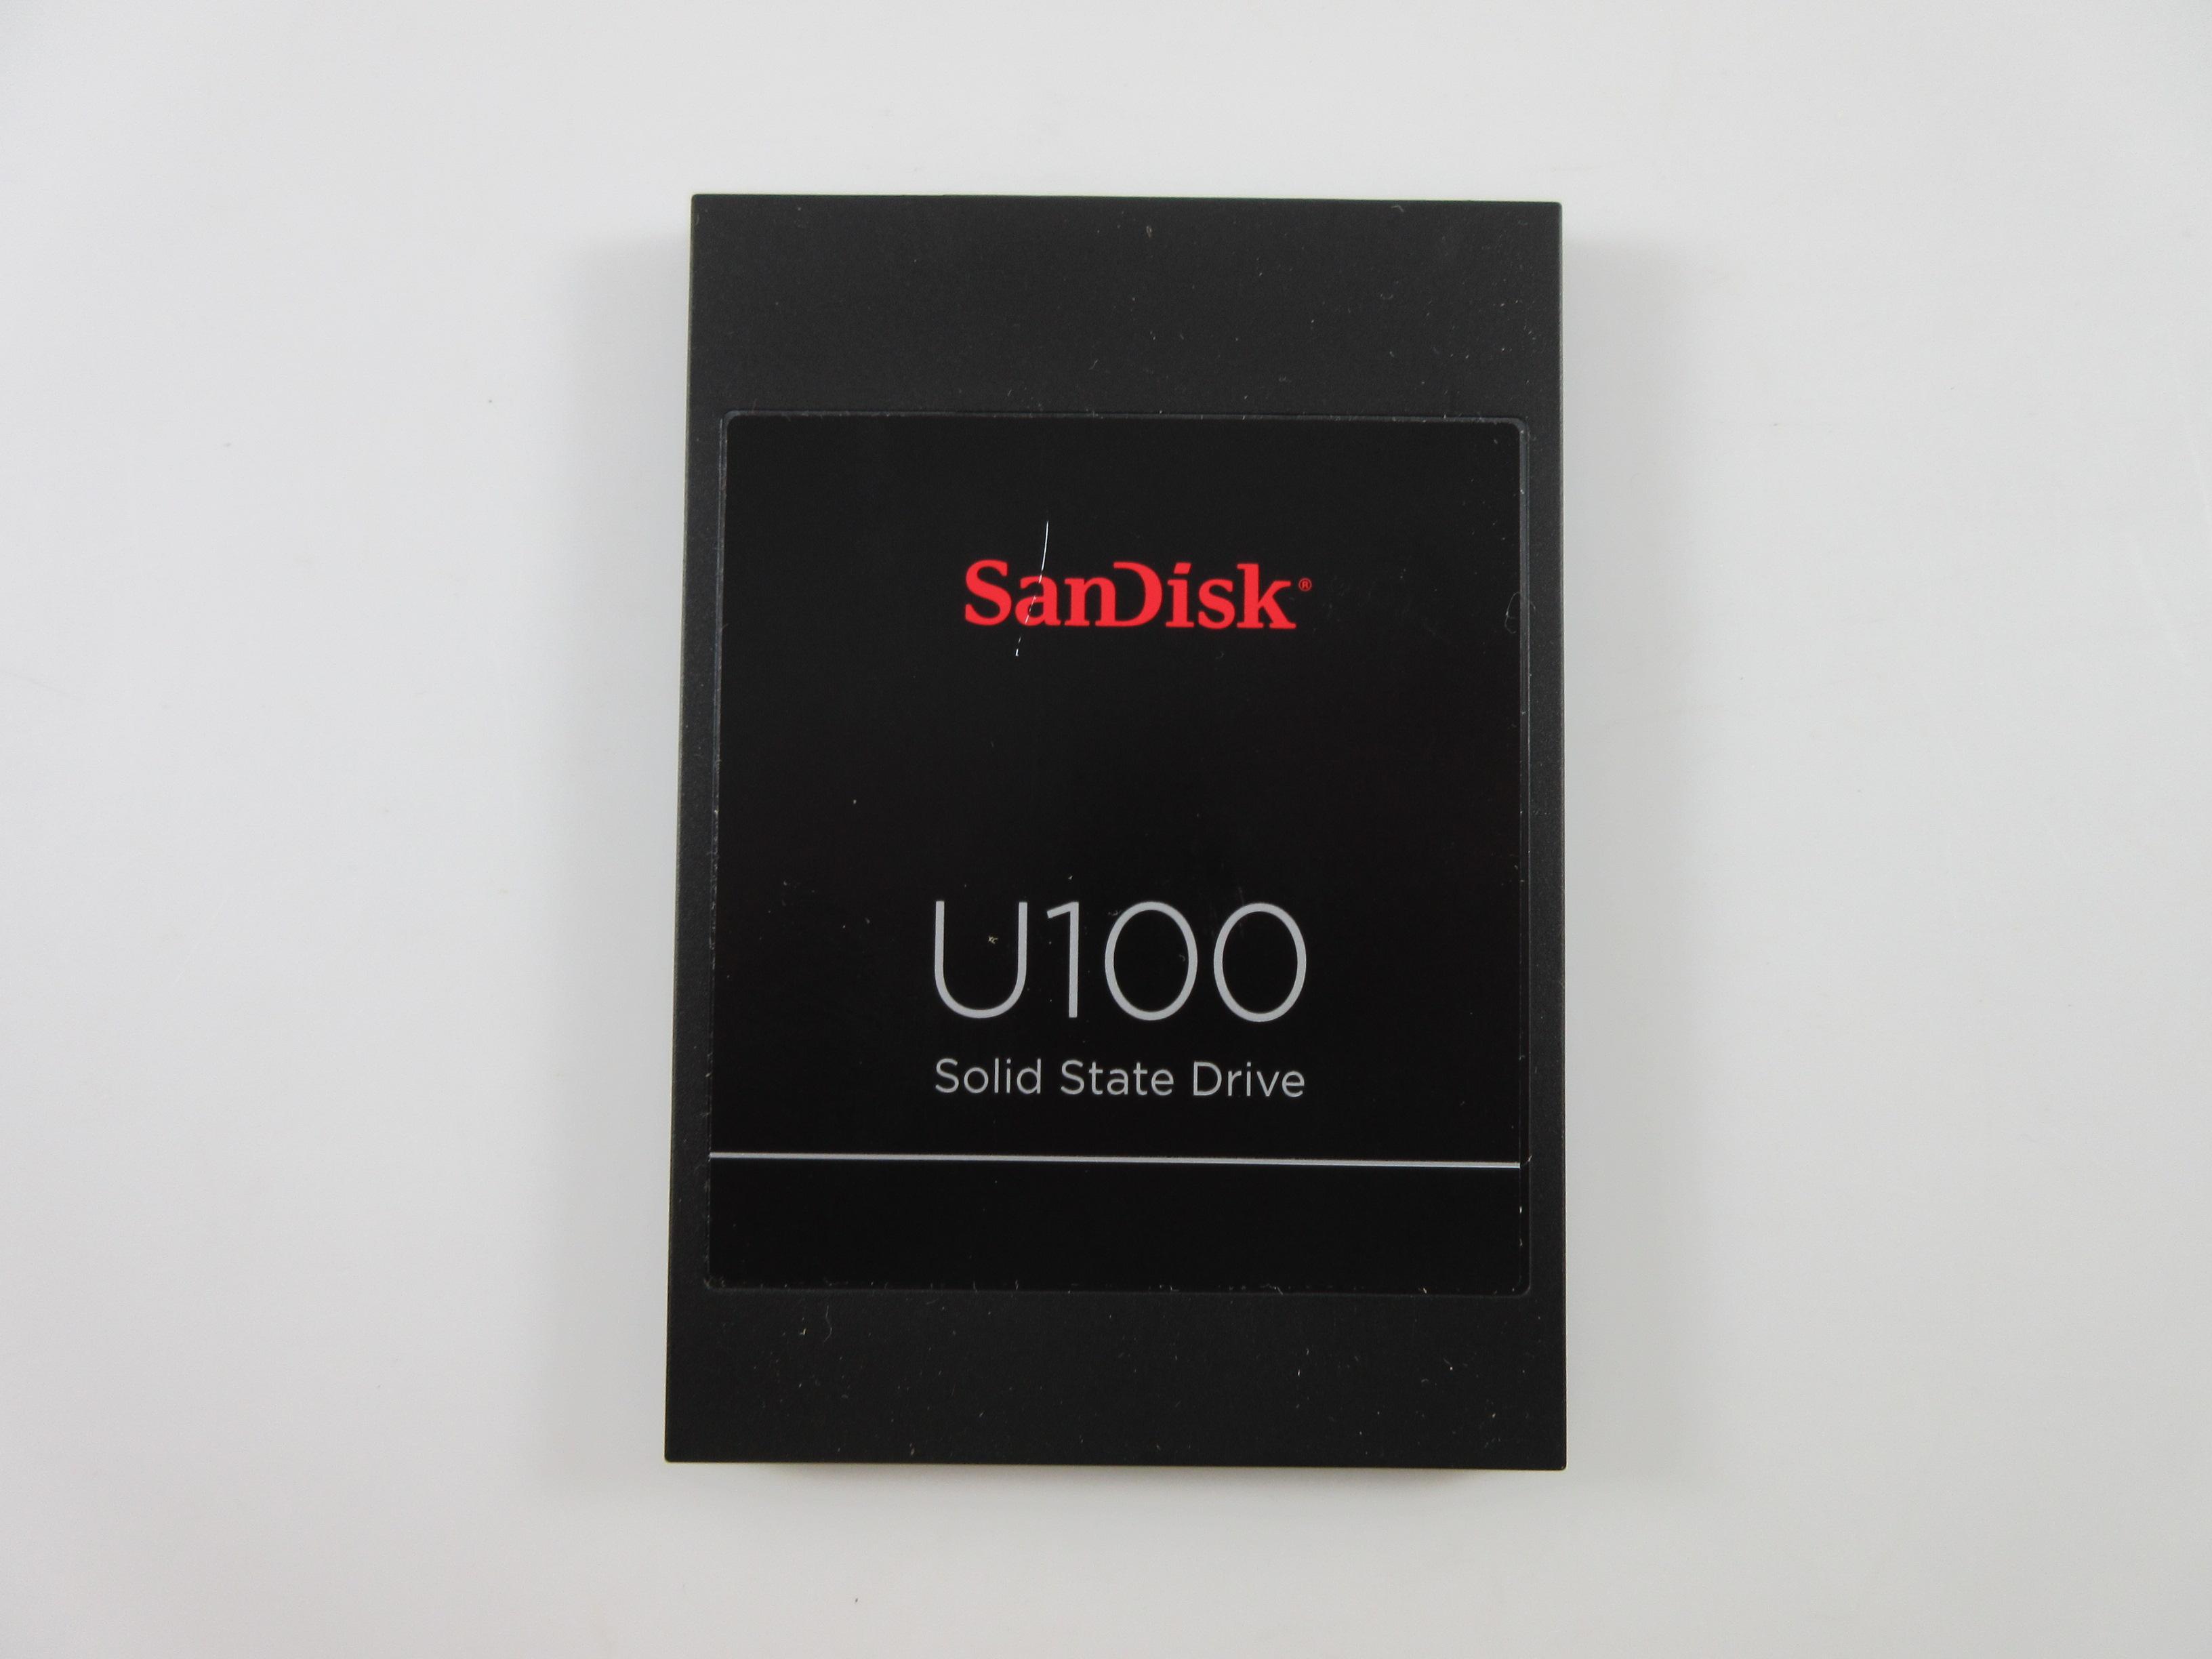 SanDisk®
U100
Solid State Drive